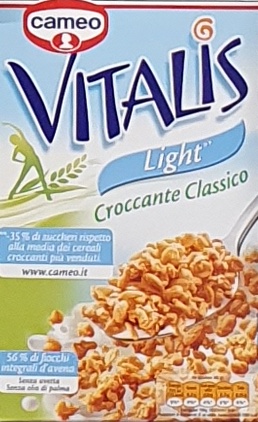 cameo
VITALIS
Light**
Croccante Classico
**-35% di zuccheri rispetto
alla media dei cereali
croccanti più venduti
www.cameo.it
56% di fiocchi
integrali d'avena
Senza uvetta
Senza olio di palma